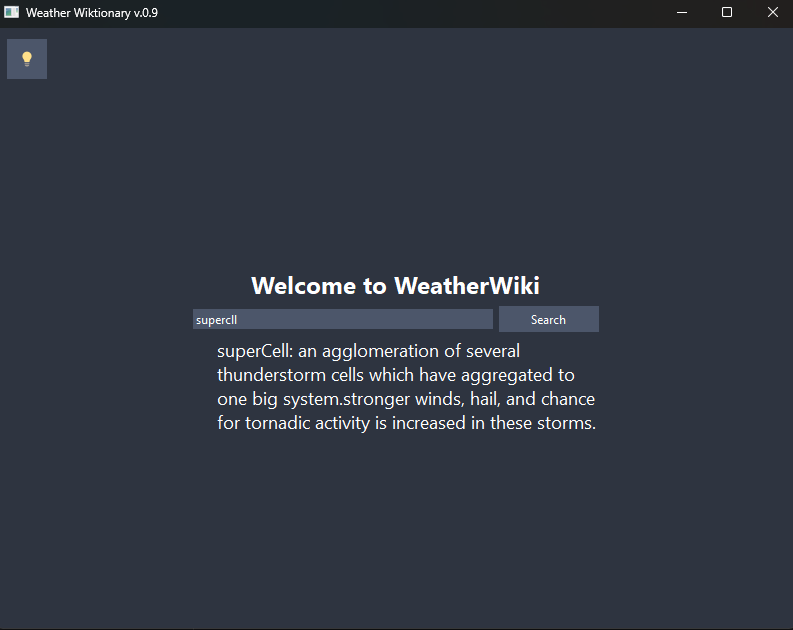 Weather Wiktionary v.0.9
Welcome to WeatherWiki
supercll
Search
superCell: an agglomeration of several
thunderstorm cells which have aggregated to
one big system.stronger winds, hail, and chance
for tornadic activity is increased in these storms.